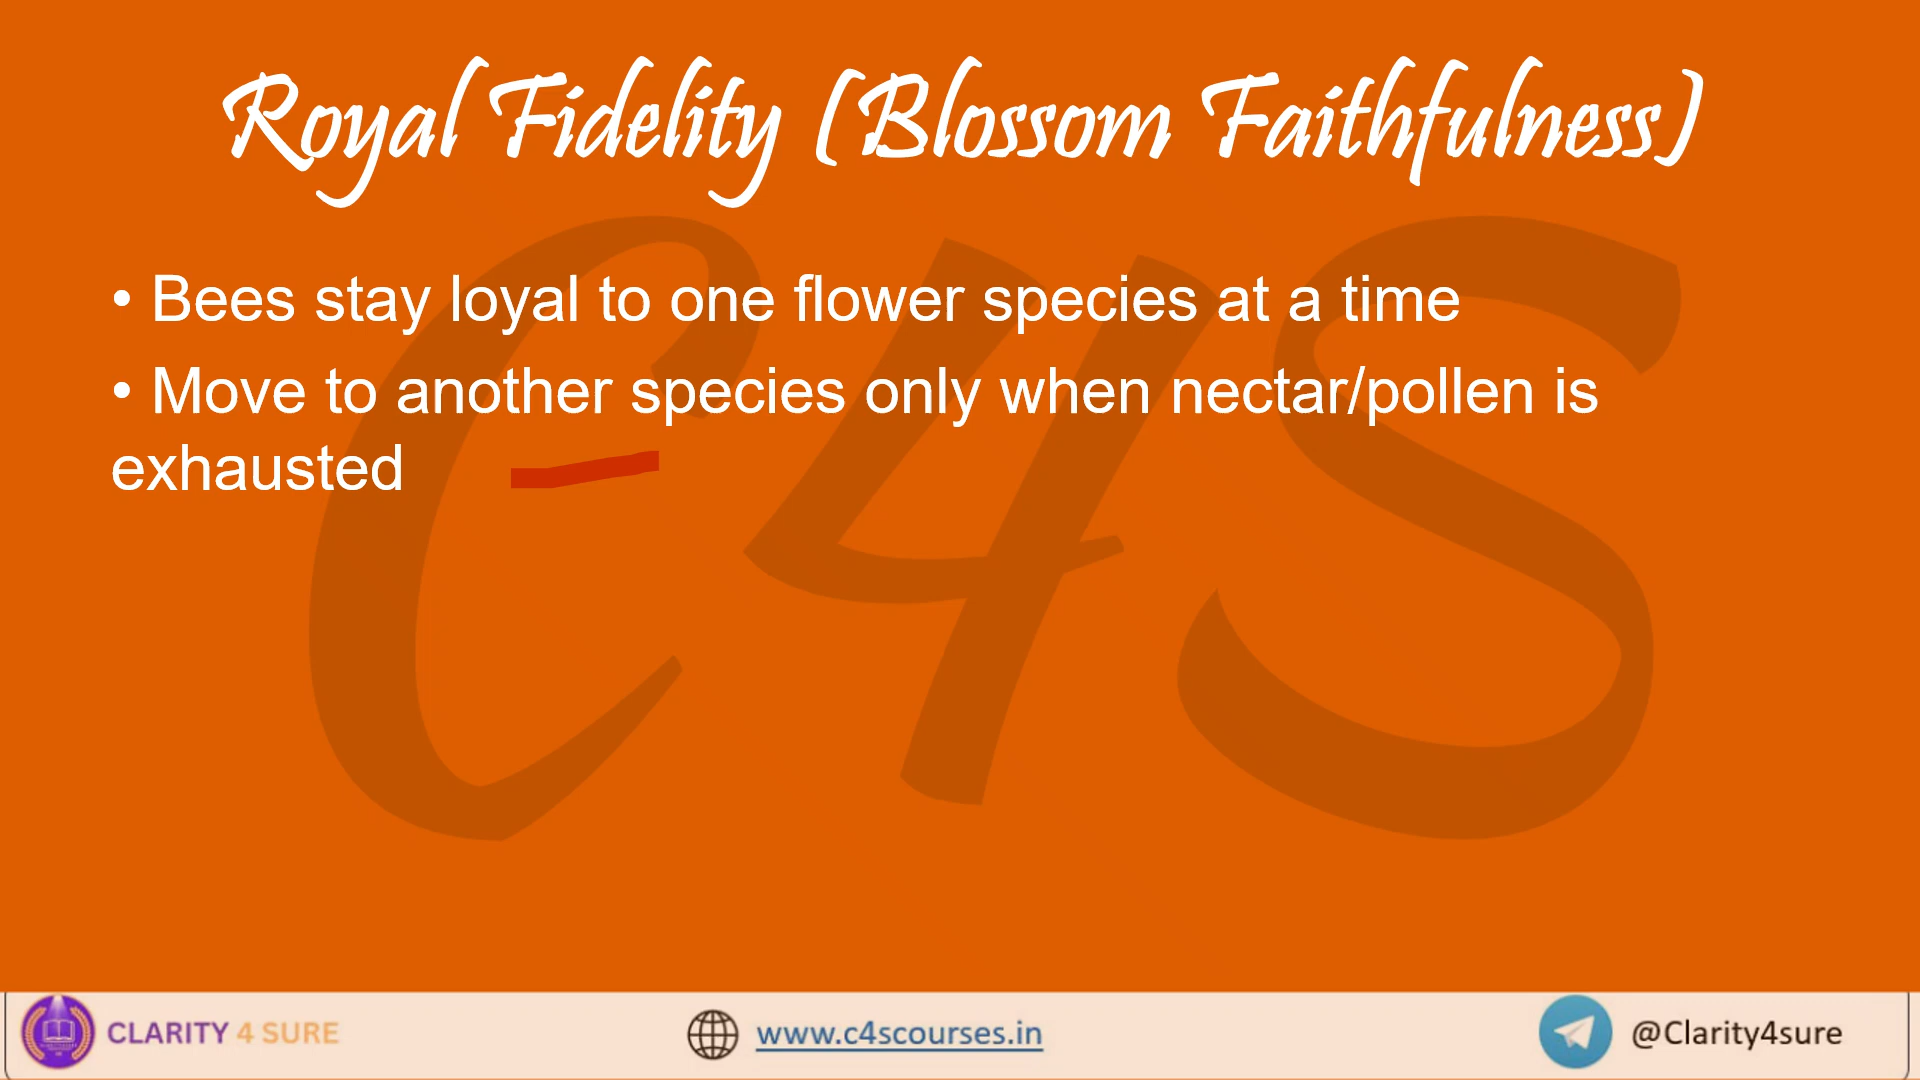 Royal Fidelity (Blossom Faithfulness)
• Bees stay loyal to one flower species at a time
• Move to another species only when nectar/pollen is
exhausted
C4S
CLARITY 4 SURE
www.c4scourses.in
@Clarity4sure